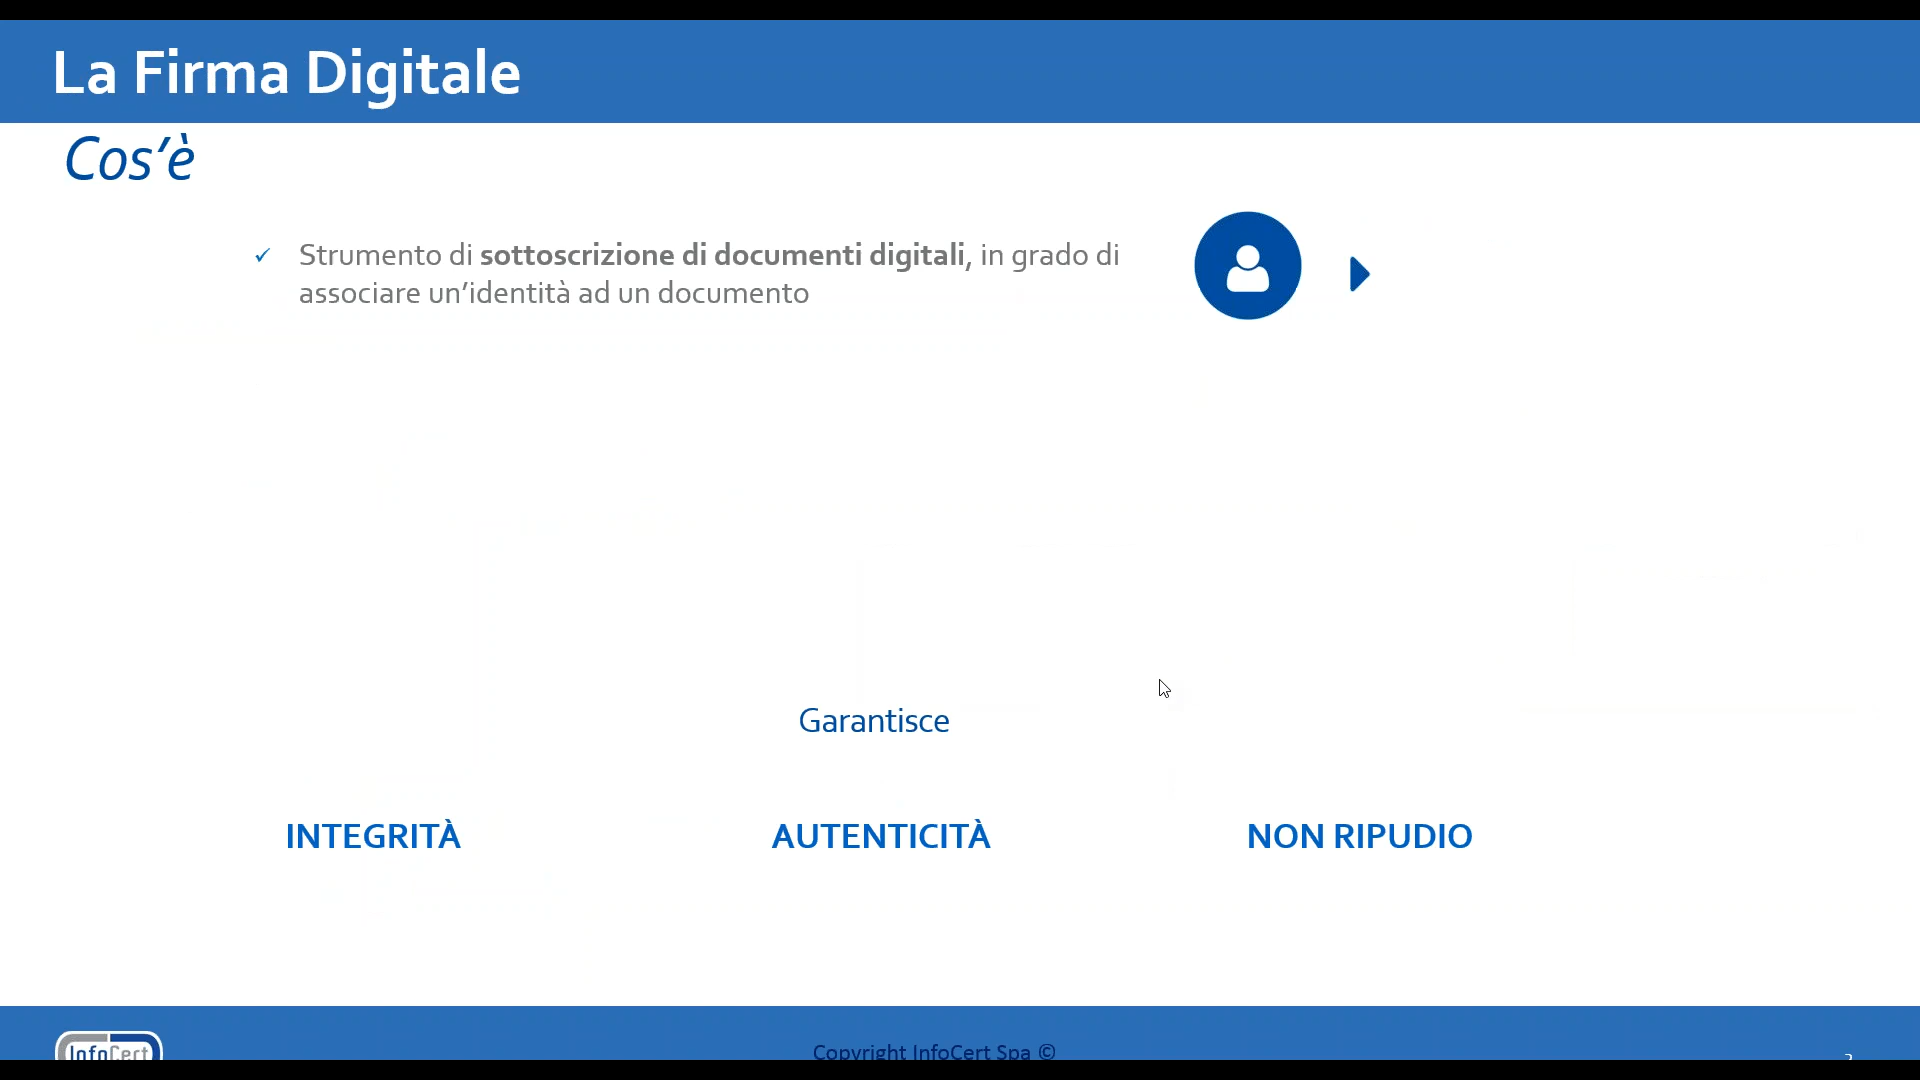 La Firma Digitale
Cos’è
Strumento di sottoscrizione di documenti digitali, in grado di
associare un’identità ad un documento
Garantisce
INTEGRITÀ
AUTENTICITÀ
NON RIPUDIO
InfoCert
Copyright InfoCert Spa ©